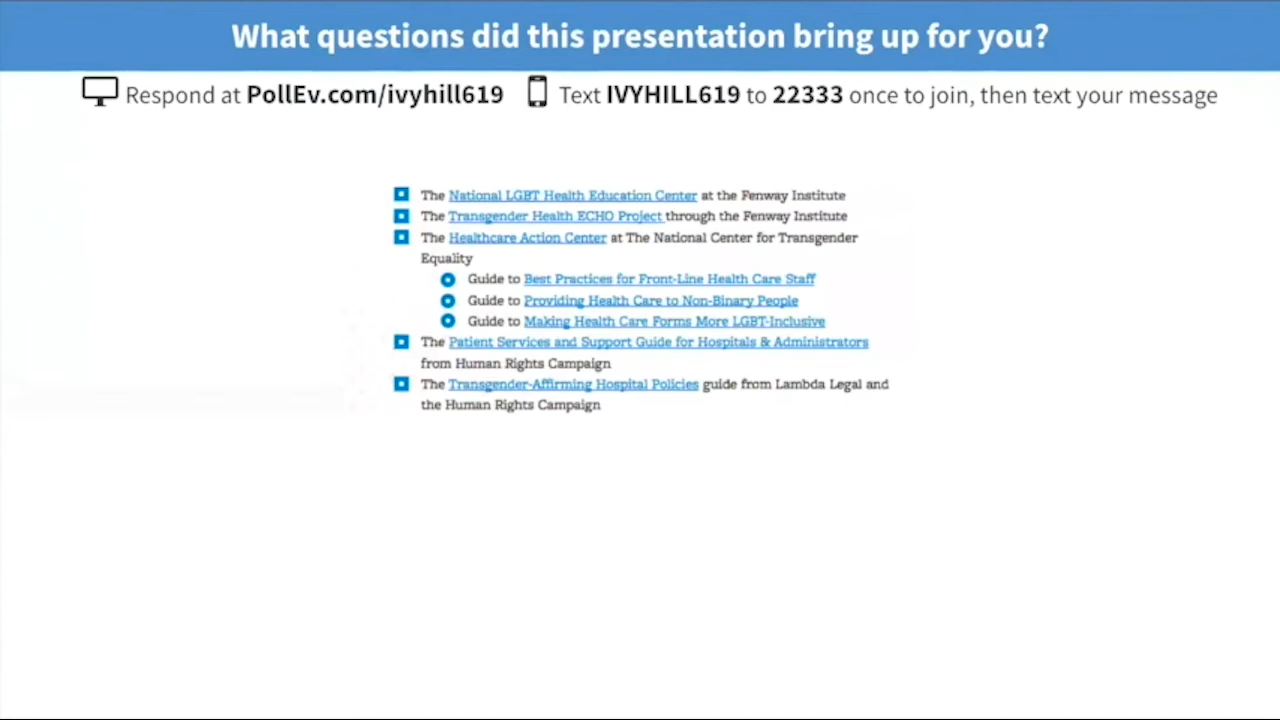 What questions did this presentation bring up for you?
Respond at PollEv.com/ivyhill619 Text IVYHILL619 to 22333 once to join, then text your message
The National LGBT Health Education Center at the Fenway Institute
The Transgender Health ECHO Project through the Fenway Institute
The Healthcare Action Center at The National Center for Transgender
Equality
Guide to Best Practices for Front-Line Health Care Staff
Guide to Providing Health Care to Non-Binary People
Guide to Making Health Care Forms More LGBT-Inclusive
The Patient Services and Support Guide for Hospitals & Administrators
from Human Rights Campaign
The Transgender-Affirming Hospital Policies guide from Lambda Legal and
the Human Rights Campaign